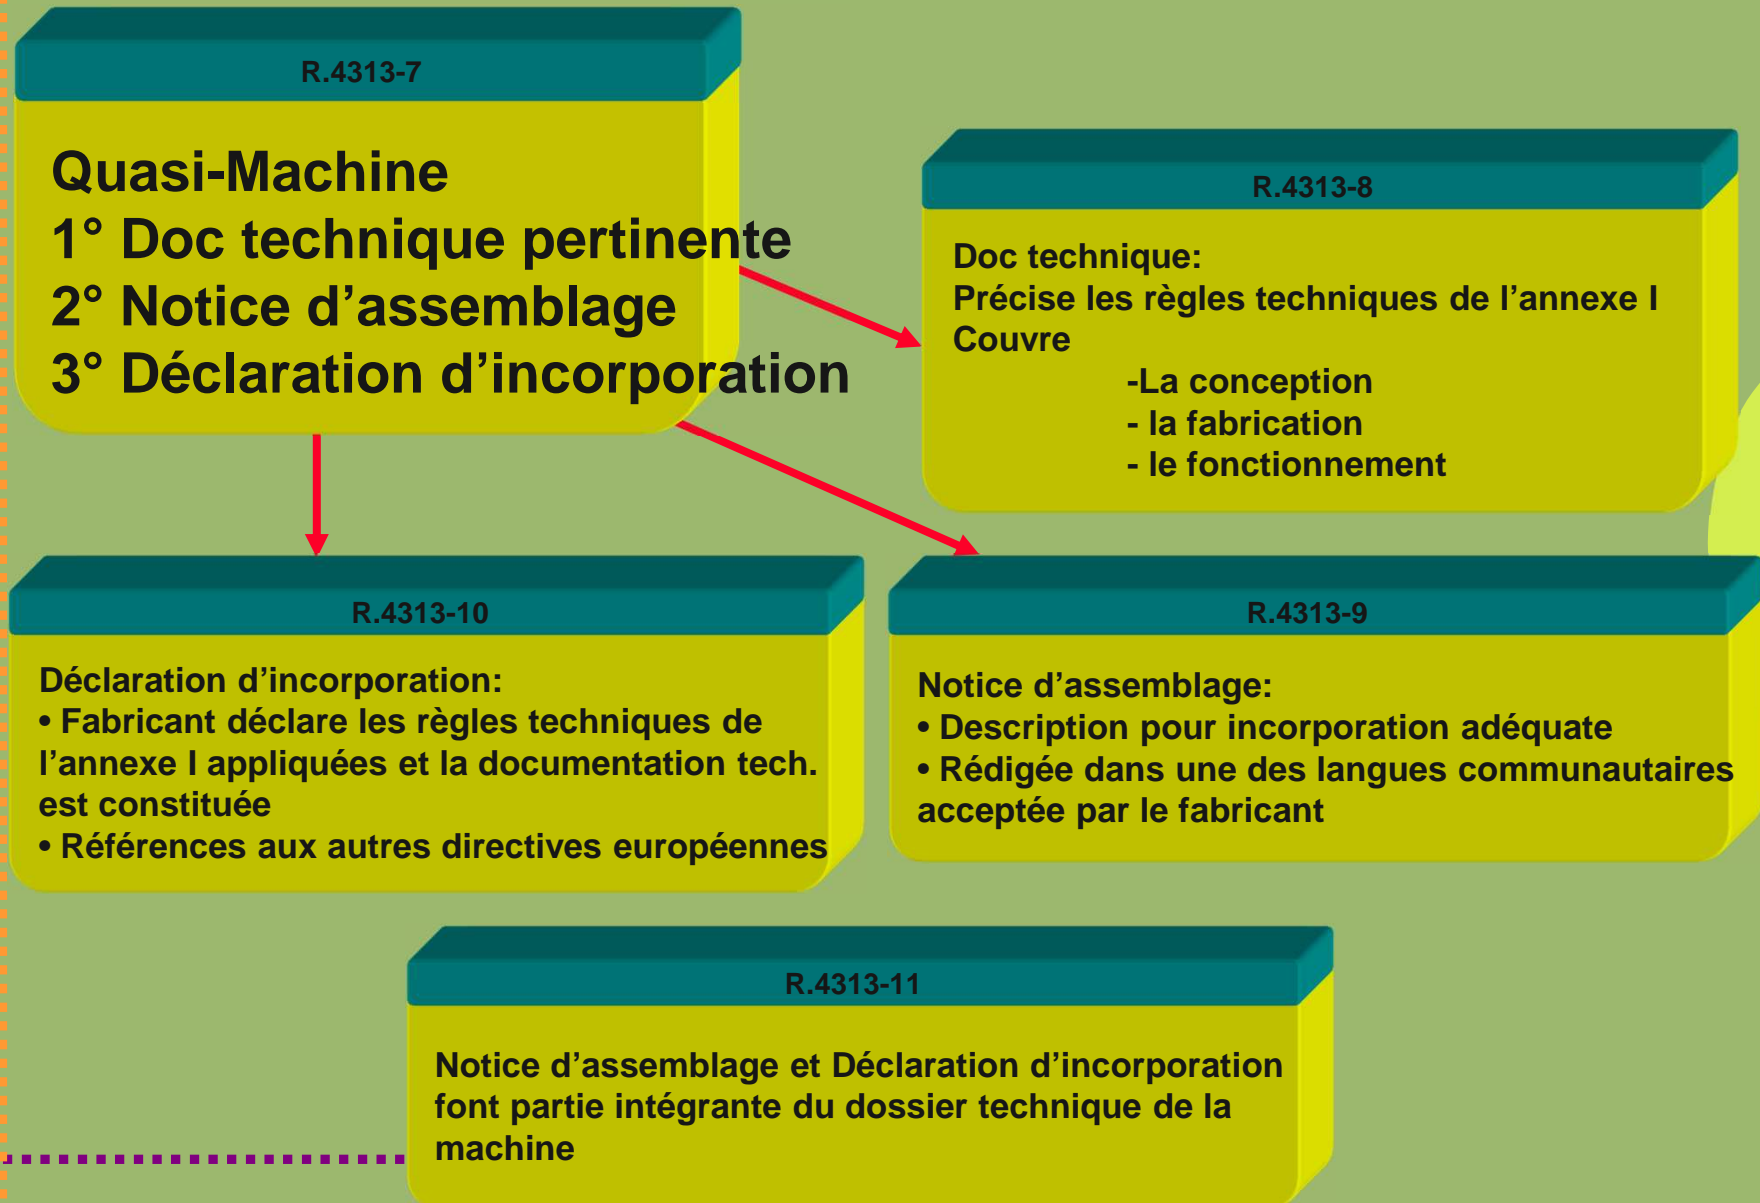 R.4313-7
Quasi-Machine
1° Doc technique pertinente
2° Notice d’assemblage
3° Déclaration d’incorporation
R.4313-8
Doc technique:
Précise les règles techniques de l’annexe I
Couvre
-La conception
- la fabrication
- le fonctionnement
R.4313-10
Déclaration d’incorporation:
• Fabricant déclare les règles techniques de
l’annexe I appliquées et la documentation tech.
est constituée
• Références aux autres directives européennes
R.4313-9
Notice d’assemblage:
• Description pour incorporation adéquate
• Rédigée dans une des langues communautaires
acceptée par le fabricant
R.4313-11
Notice d’assemblage et Déclaration d’incorporation
font partie intégrante du dossier technique de la
machine